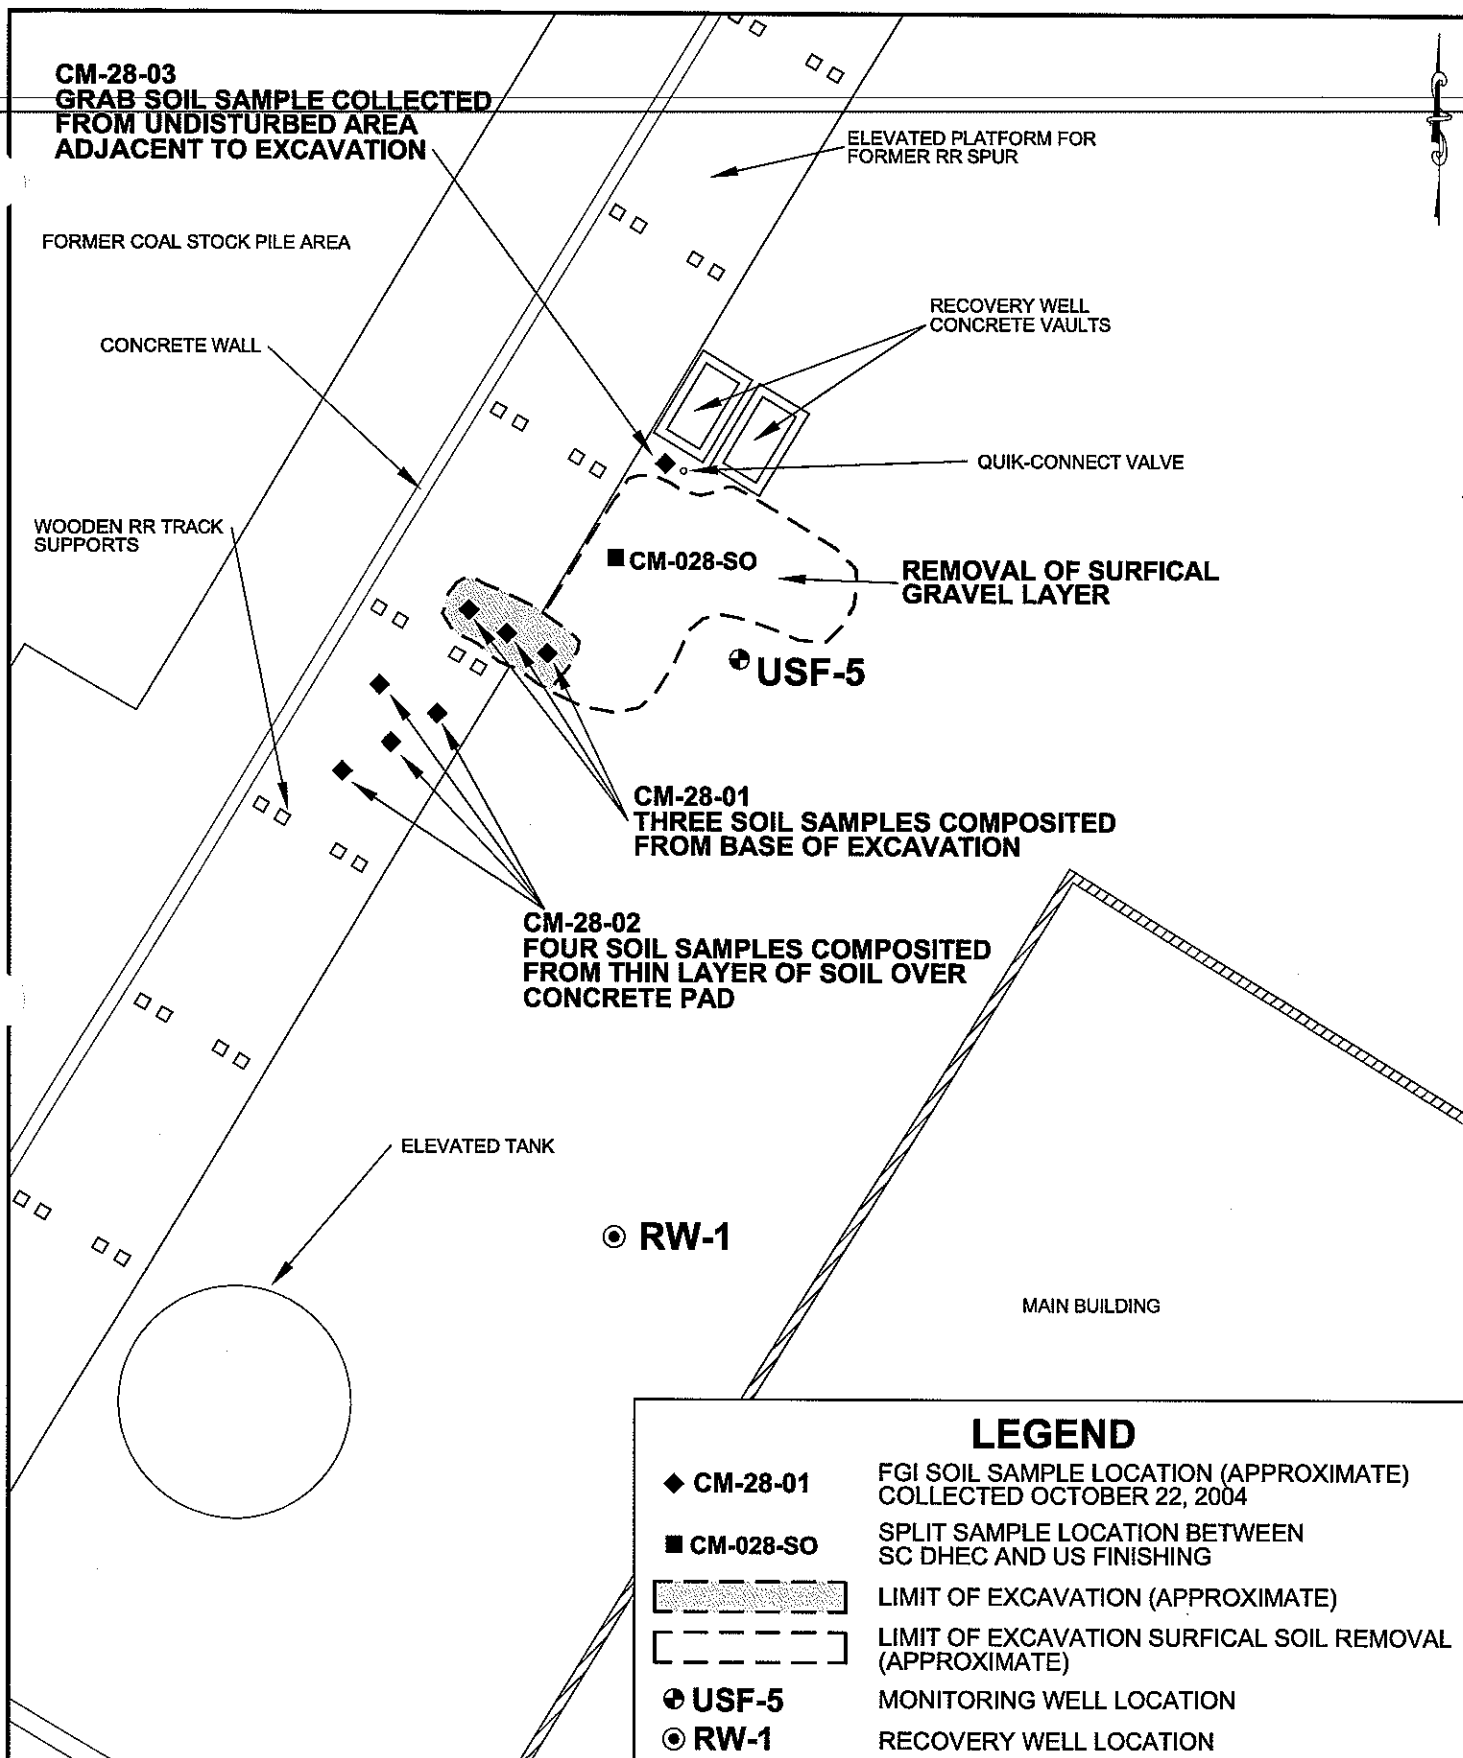 CM-28-03
GRAB SOIL SAMPLE COLLECTED
FROM UNDISTURBED AREA
ADJACENT TO EXCAVATION
ELEVATED PLATFORM FOR
FORMER RR SPUR
FORMER COAL STOCK PILE AREA
RECOVERY WELL
CONCRETE VAULTS
CONCRETE WALL
QUIK-CONNECT VALVE
WOODEN RR TRACK
SUPPORTS
CM-028-SO
REMOVAL OF SURFICAL
GRAVEL LAYER
USF-5
CM-28-01
THREE SOIL SAMPLES COMPOSITED
FROM BASE OF EXCAVATION
CM-28-02
FOUR SOIL SAMPLES COMPOSITED
FROM THIN LAYER OF SOIL OVER
CONCRETE PAD
ELEVATED TANK
RW-1
MAIN BUILDING
LEGEND
CM-28-01
FGI SOIL SAMPLE LOCATION (APPROXIMATE)
COLLECTED OCTOBER 22, 2004
CM-028-SO
SPLIT SAMPLE LOCATION BETWEEN
SC DHEC AND US FINISHING
LIMIT OF EXCAVATION (APPROXIMATE)
LIMIT OF EXCAVATION SURFICAL SOIL REMOVAL
(APPROXIMATE)
USF-5
MONITORING WELL LOCATION
RW-1
RECOVERY WELL LOCATION